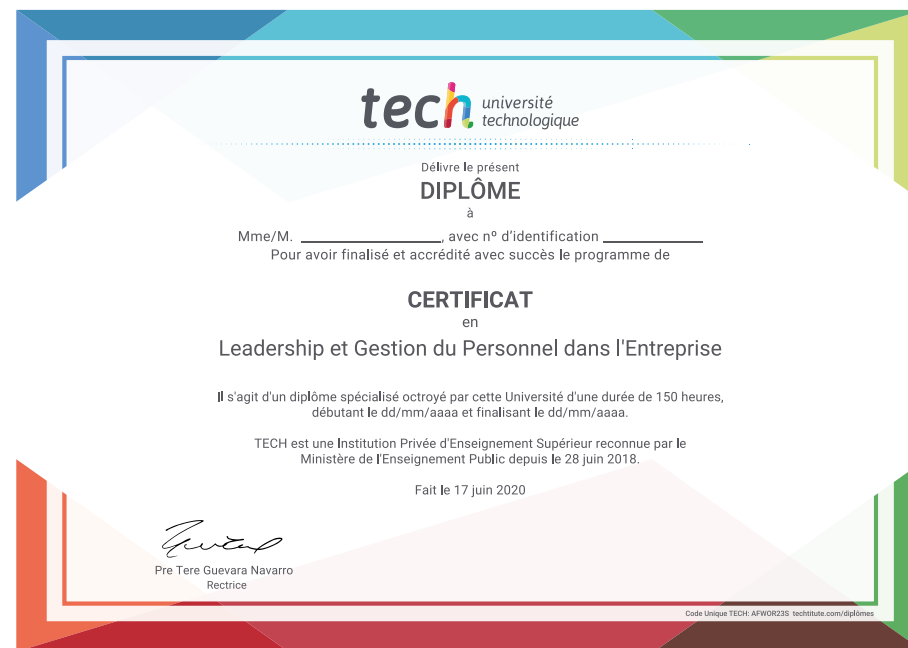 tech université
technologique
Délivre le présent
DIPLÔME
à
Mme/M. ____________________, avec nº d'identification ______________
Pour avoir finalisé et accrédité avec succès le programme de
CERTIFICAT
en
Leadership et Gestion du Personnel dans l'Entreprise
Il s'agit d'un diplôme spécialisé octroyé par cette Université d'une durée de 150 heures,
débutant le dd/mm/aaaa et finalisant le dd/mm/aaaa.
TECH est une Institution Privée d'Enseignement Supérieur reconnue par le
Ministère de l'Enseignement Public depuis le 28 juin 2018.
Fait le 17 juin 2020
Pre Tere Guevara Navarro
Rectrice
Code Unique TECH: AFWOR23S techtitute.com/diplômes